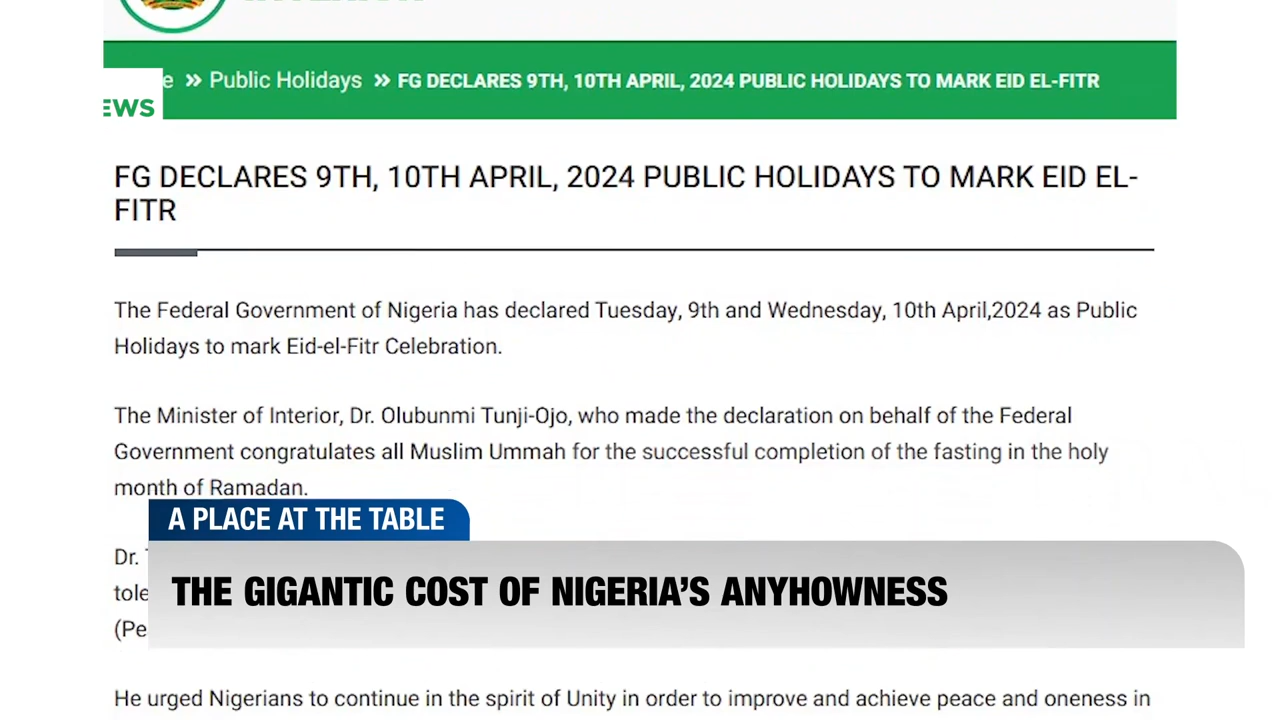 e » Public Holidays » FG DECLARES 9TH, 10TH APRIL, 2024 PUBLIC HOLIDAYS TO MARK EID EL-FITR
EWS
FG DECLARES 9TH, 10TH APRIL, 2024 PUBLIC HOLIDAYS TO MARK EID EL-
FITR
The Federal Government of Nigeria has declared Tuesday, 9th and Wednesday, 10th April,2024 as Public
Holidays to mark Eid-el-Fitr Celebration.
The Minister of Interior, Dr. Olubunmi Tunji-Ojo, who made the declaration on behalf of the Federal
Government congratulates all Muslim Ummah for the successful completion of the fasting in the holy
month of Ramadan.
A PLACE AT THE TABLE
Dr.
tole
THE GIGANTIC COST OF NIGERIA'S ANYHOWNESS
(Pe
He urged Nigerians to continue in the spirit of Unity in order to improve and achieve peace and oneness in